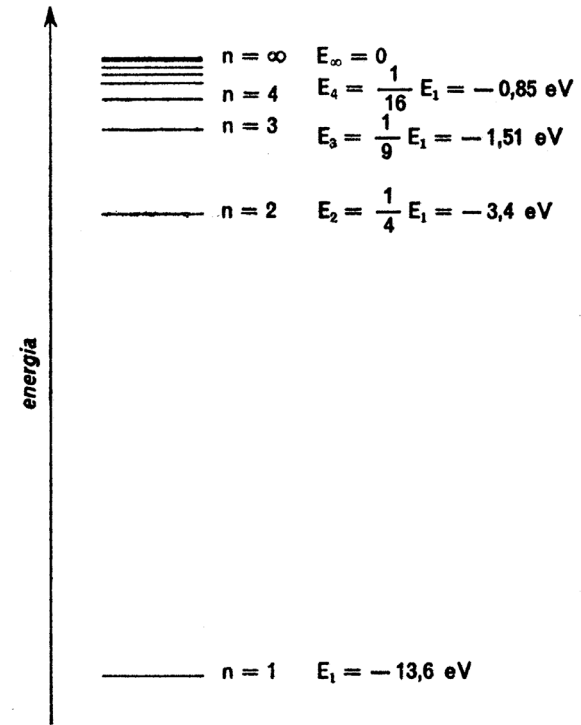 n = ∞ E∞ = 0
n = 4 E₄ = 1/16 E₁ = − 0,85 eV
n = 3 E₃ = 1/9 E₁ = − 1,51 eV
n = 2 E₂ = 1/4 E₁ = − 3,4 eV
energia
n = 1 E₁ = − 13,6 eV